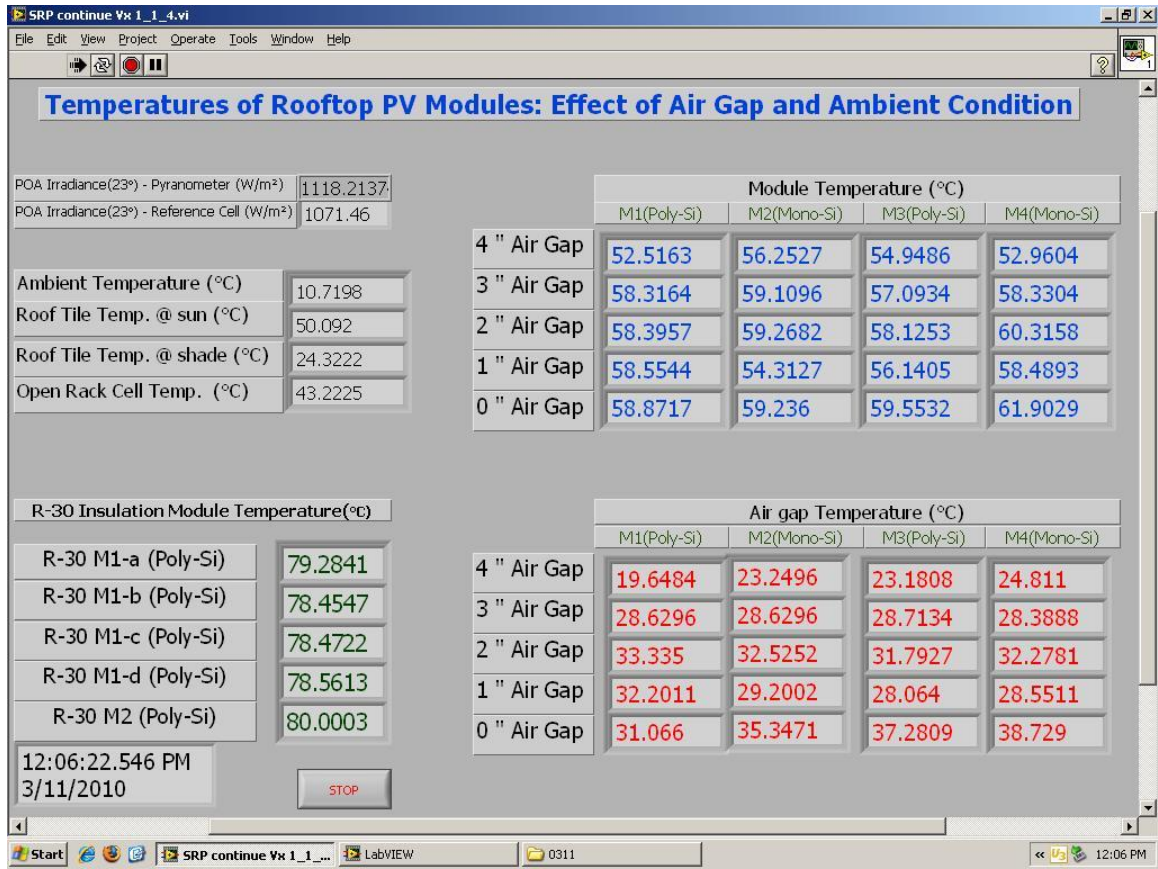 SRP continue Vx 1_1_4.vi
File Edit View Project Operate Tools Window Help
1
Temperatures of Rooftop PV Modules: Effect of Air Gap and Ambient Condition
POA Irradiance(23º) - Pyranometer (W/m²) 1118.2137
POA Irradiance(23º) - Reference Cell (W/m²) 1071.46
Ambient Temperature (ºC) 10.7198
Roof Tile Temp. @ sun (ºC) 50.092
Roof Tile Temp. @ shade (ºC) 24.3222
Open Rack Cell Temp. (ºC) 43.2225
Module Temperature (ºC)
M1(Poly-Si) M2(Mono-Si) M3(Poly-Si) M4(Mono-Si)
4 " Air Gap 52.5163 56.2527 54.9486 52.9604
3 " Air Gap 58.3164 59.1096 57.0934 58.3304
2 " Air Gap 58.3957 59.2682 58.1253 60.3158
1 " Air Gap 58.5544 54.3127 56.1405 58.4893
0 " Air Gap 58.8717 59.236 59.5532 61.9029
R-30 Insulation Module Temperature(ºC)
R-30 M1-a (Poly-Si) 79.2841
R-30 M1-b (Poly-Si) 78.4547
R-30 M1-c (Poly-Si) 78.4722
R-30 M1-d (Poly-Si) 78.5613
R-30 M2 (Poly-Si) 80.0003
Air gap Temperature (ºC)
M1(Poly-Si) M2(Mono-Si) M3(Poly-Si) M4(Mono-Si)
4 " Air Gap 19.6484 23.2496 23.1808 24.811
3 " Air Gap 28.6296 28.6296 28.7134 28.3888
2 " Air Gap 33.335 32.5252 31.7927 32.2781
1 " Air Gap 32.2011 29.2002 28.064 28.5511
0 " Air Gap 31.066 35.3471 37.2809 38.729
12:06:22.546 PM
3/11/2010
STOP
Start SRP continue Vx 1_1_... LabVIEW 0311 « U3 12:06 PM